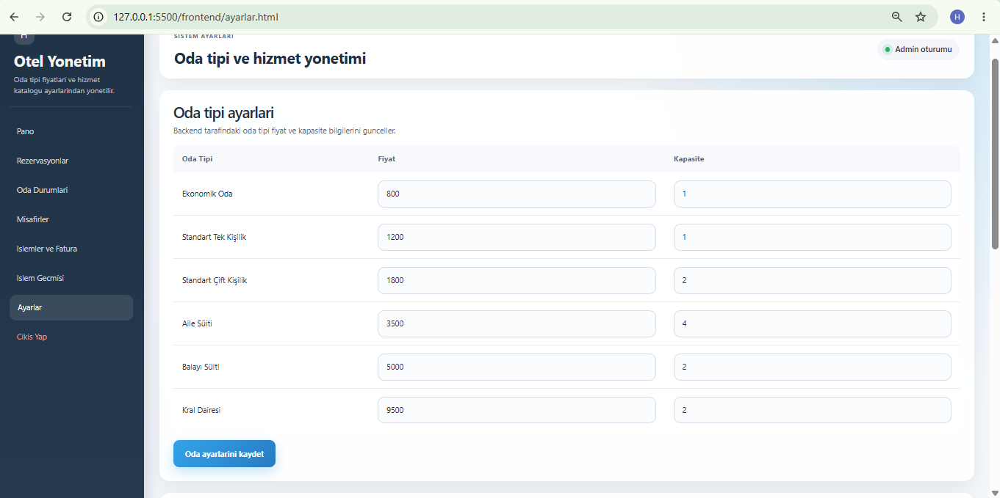 127.0.0.1:5500/frontend/ayarlar.html
H
H
Otel Yonetim
Oda tipi fiyatlari ve hizmet
katalogu ayarlarindan yonetilir.
Pano
Rezervasyonlar
Oda Durumlari
Misafirler
Islemler ve Fatura
Islem Gecmisi
Ayarlar
Cikis Yap
SISTEM AYARLARI
Oda tipi ve hizmet yonetimi
Admin oturumu
Oda tipi ayarlari
Backend tarafindaki oda tipi fiyat ve kapasite bilgilerini gunceller.
Oda Tipi Fiyat Kapasite
Ekonomik Oda 800 1
Standart Tek Kişilik 1200 1
Standart Çift Kişilik 1800 2
Aile Süiti 3500 4
Balayı Süiti 5000 2
Kral Dairesi 9500 2
Oda ayarlarini kaydet